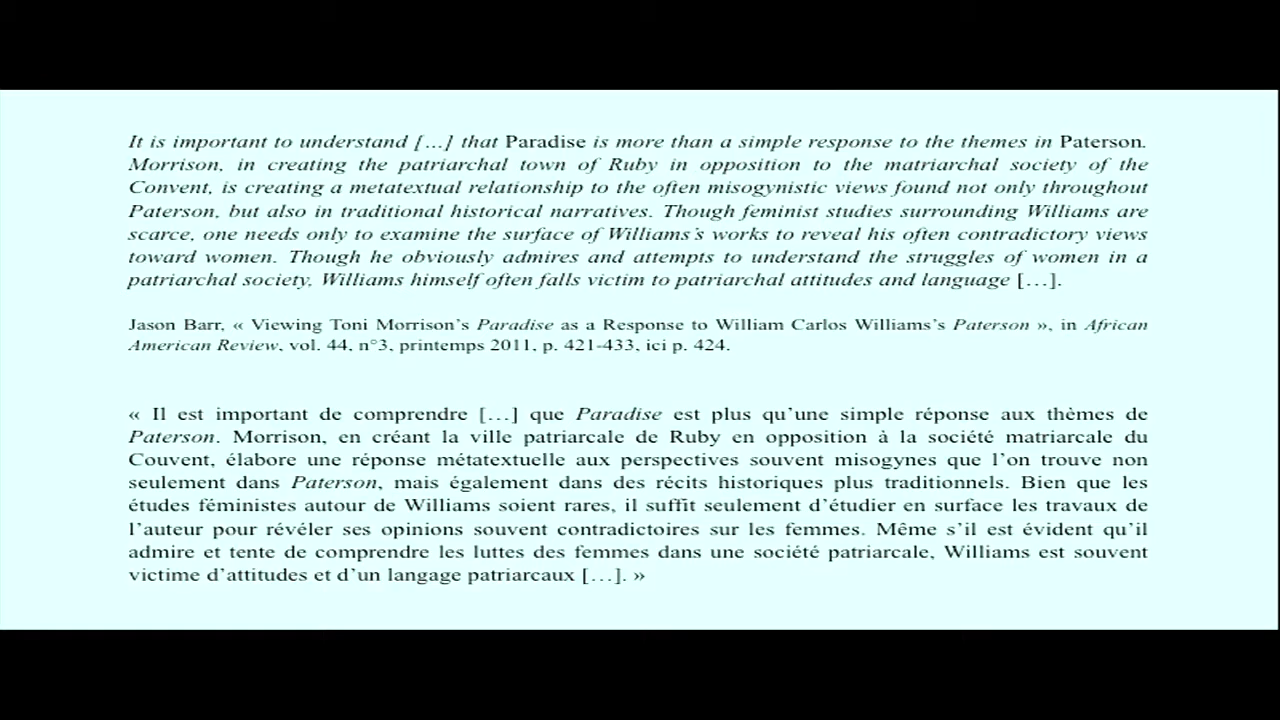 It is important to understand […] that Paradise is more than a simple response to the themes in Paterson.
Morrison, in creating the patriarchal town of Ruby in opposition to the matriarchal society of the
Convent, is creating a metatextual relationship to the often misogynistic views found not only throughout
Paterson, but also in traditional historical narratives. Though feminist studies surrounding Williams are
scarce, one needs only to examine the surface of Williams's works to reveal his often contradictory views
toward women. Though he obviously admires and attempts to understand the struggles of women in a
patriarchal society, Williams himself often falls victim to patriarchal attitudes and language […].
Jason Barr, « Viewing Toni Morrison’s Paradise as a Response to William Carlos Williams’s Paterson », in African
American Review, vol. 44, n°3, printemps 2011, p. 421-433, ici p. 424.
« Il est important de comprendre […] que Paradise est plus qu’une simple réponse aux thèmes de
Paterson. Morrison, en créant la ville patriarcale de Ruby en opposition à la société matriarcale du
Couvent, élabore une réponse métatextuelle aux perspectives souvent misogynes que l’on trouve non
seulement dans Paterson, mais également dans des récits historiques plus traditionnels. Bien que les
études féministes autour de Williams soient rares, il suffit seulement d’étudier en surface les travaux de
l’auteur pour révéler ses opinions souvent contradictoires sur les femmes. Même s’il est évident qu’il
admire et tente de comprendre les luttes des femmes dans une société patriarcale, Williams est souvent
victime d’attitudes et d’un langage patriarcaux […]. »